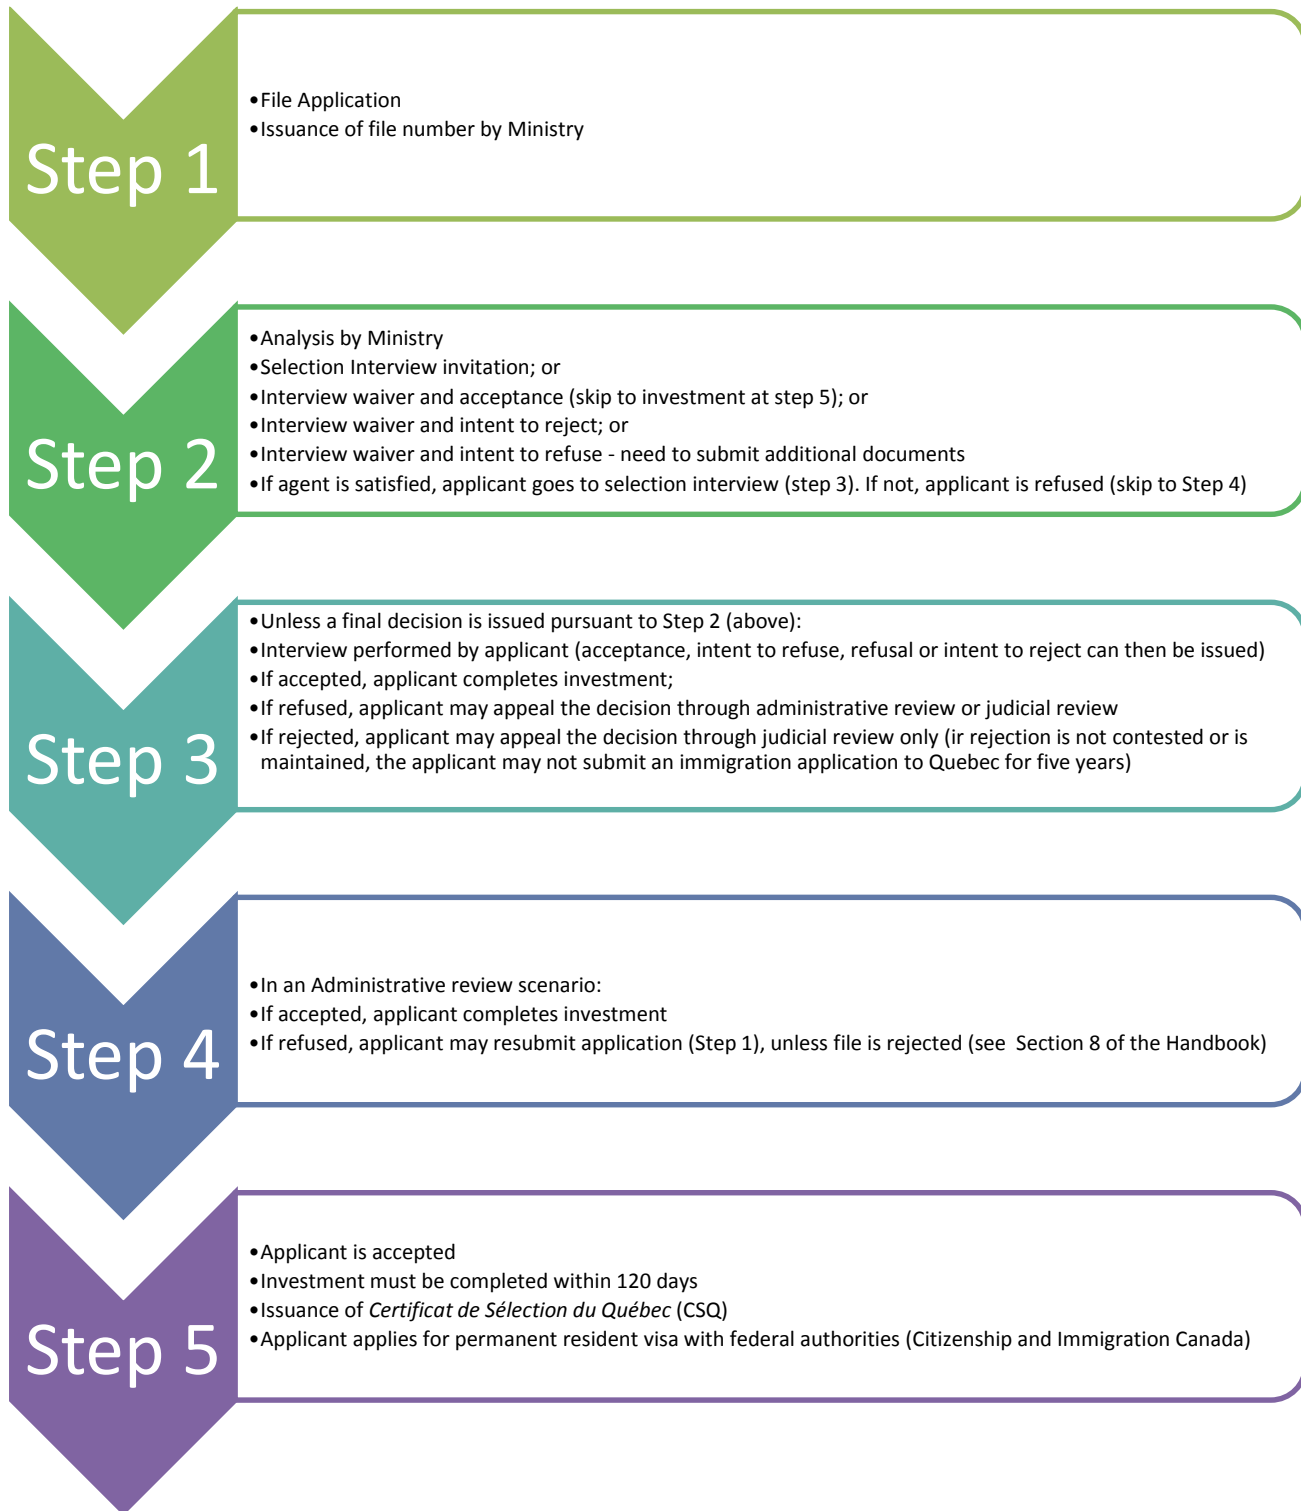 Step 1
•File Application
•Issuance of file number by Ministry
Step 2
•Analysis by Ministry
•Selection Interview invitation; or
•Interview waiver and acceptance (skip to investment at step 5); or
•Interview waiver and intent to reject; or
•Interview waiver and intent to refuse - need to submit additional documents
•If agent is satisfied, applicant goes to selection interview (step 3). If not, applicant is refused (skip to Step 4)
Step 3
•Unless a final decision is issued pursuant to Step 2 (above):
•Interview performed by applicant (acceptance, intent to refuse, refusal or intent to reject can then be issued)
•If accepted, applicant completes investment;
•If refused, applicant may appeal the decision through administrative review or judicial review
•If rejected, applicant may appeal the decision through judicial review only (ir rejection is not contested or is
maintained, the applicant may not submit an immigration application to Quebec for five years)
Step 4
•In an Administrative review scenario:
•If accepted, applicant completes investment
•If refused, applicant may resubmit application (Step 1), unless file is rejected (see  Section 8 of the Handbook)
Step 5
•Applicant is accepted
•Investment must be completed within 120 days
•Issuance of Certificat de Sélection du Québec (CSQ)
•Applicant applies for permanent resident visa with federal authorities (Citizenship and Immigration Canada)